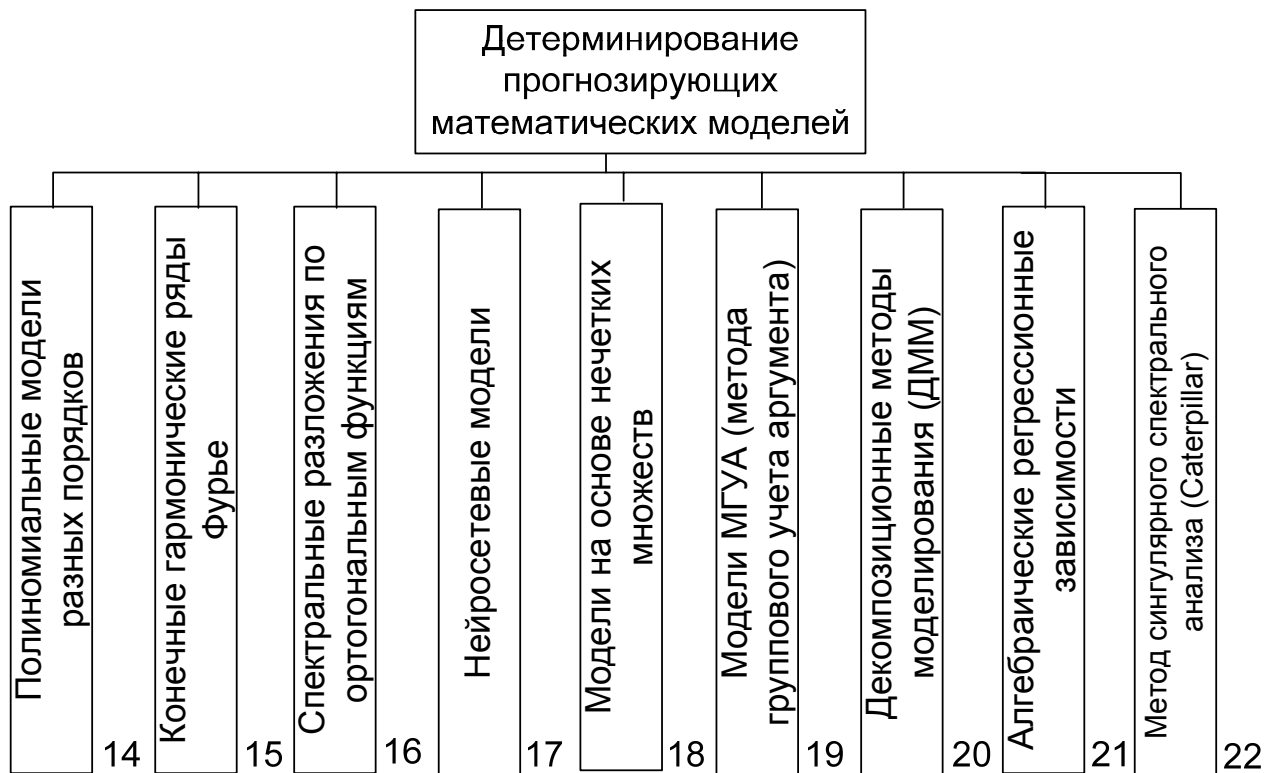 Детерминирование
прогнозирующих
математических моделей
Полиномиальные модели
разных порядков
14
Конечные гармонические ряды
Фурье
15
Спектральные разложения по
ортогональным функциям
16
Нейросетевые модели
17
Модели на основе нечетких
множеств
18
Модели МГУА (метода
группового учета аргумента)
19
Декомпозиционные методы
моделирования (ДММ)
20
Алгебраические регрессионные
зависимости
21
Метод сингулярного спектрального
анализа (Caterpillar)
22